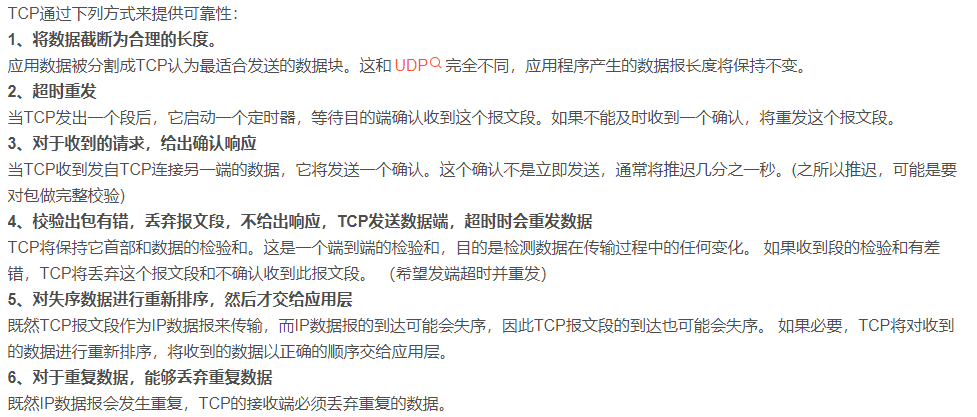 TCP通过下列方式来提供可靠性：
1、将数据截断为合理的长度。
应用数据被分割成TCP认为最适合发送的数据块。这和 UDP 完全不同，应用程序产生的数据报长度将保持不变。
2、超时重发
当TCP发出一个段后，它启动一个定时器，等待目的端确认收到这个报文段。如果不能及时收到一个确认，将重发这个报文段。
3、对于收到的请求，给出确认响应
当TCP收到发自TCP连接另一端的数据，它将发送一个确认。这个确认不是立即发送，通常将推迟几分之一秒。(之所以推迟，可能是要
对包做完整校验)
4、校验出包有错，丢弃报文段，不给出响应，TCP发送数据端，超时时会重发数据
TCP将保持它首部和数据的检验和。这是一个端到端的检验和，目的是检测数据在传输过程中的任何变化。 如果收到段的检验和有差
错，TCP将丢弃这个报文段和不确认收到此报文段。 （希望发端超时并重发）
5、对失序数据进行重新排序，然后才交给应用层
既然TCP报文段作为IP数据报来传输，而IP数据报的到达可能会失序，因此TCP报文段的到达也可能会失序。 如果必要，TCP将对收到
的数据进行重新排序，将收到的数据以正确的顺序交给应用层。
6、对于重复数据，能够丢弃重复数据
既然IP数据报会发生重复，TCP的接收端必须丢弃重复的数据。